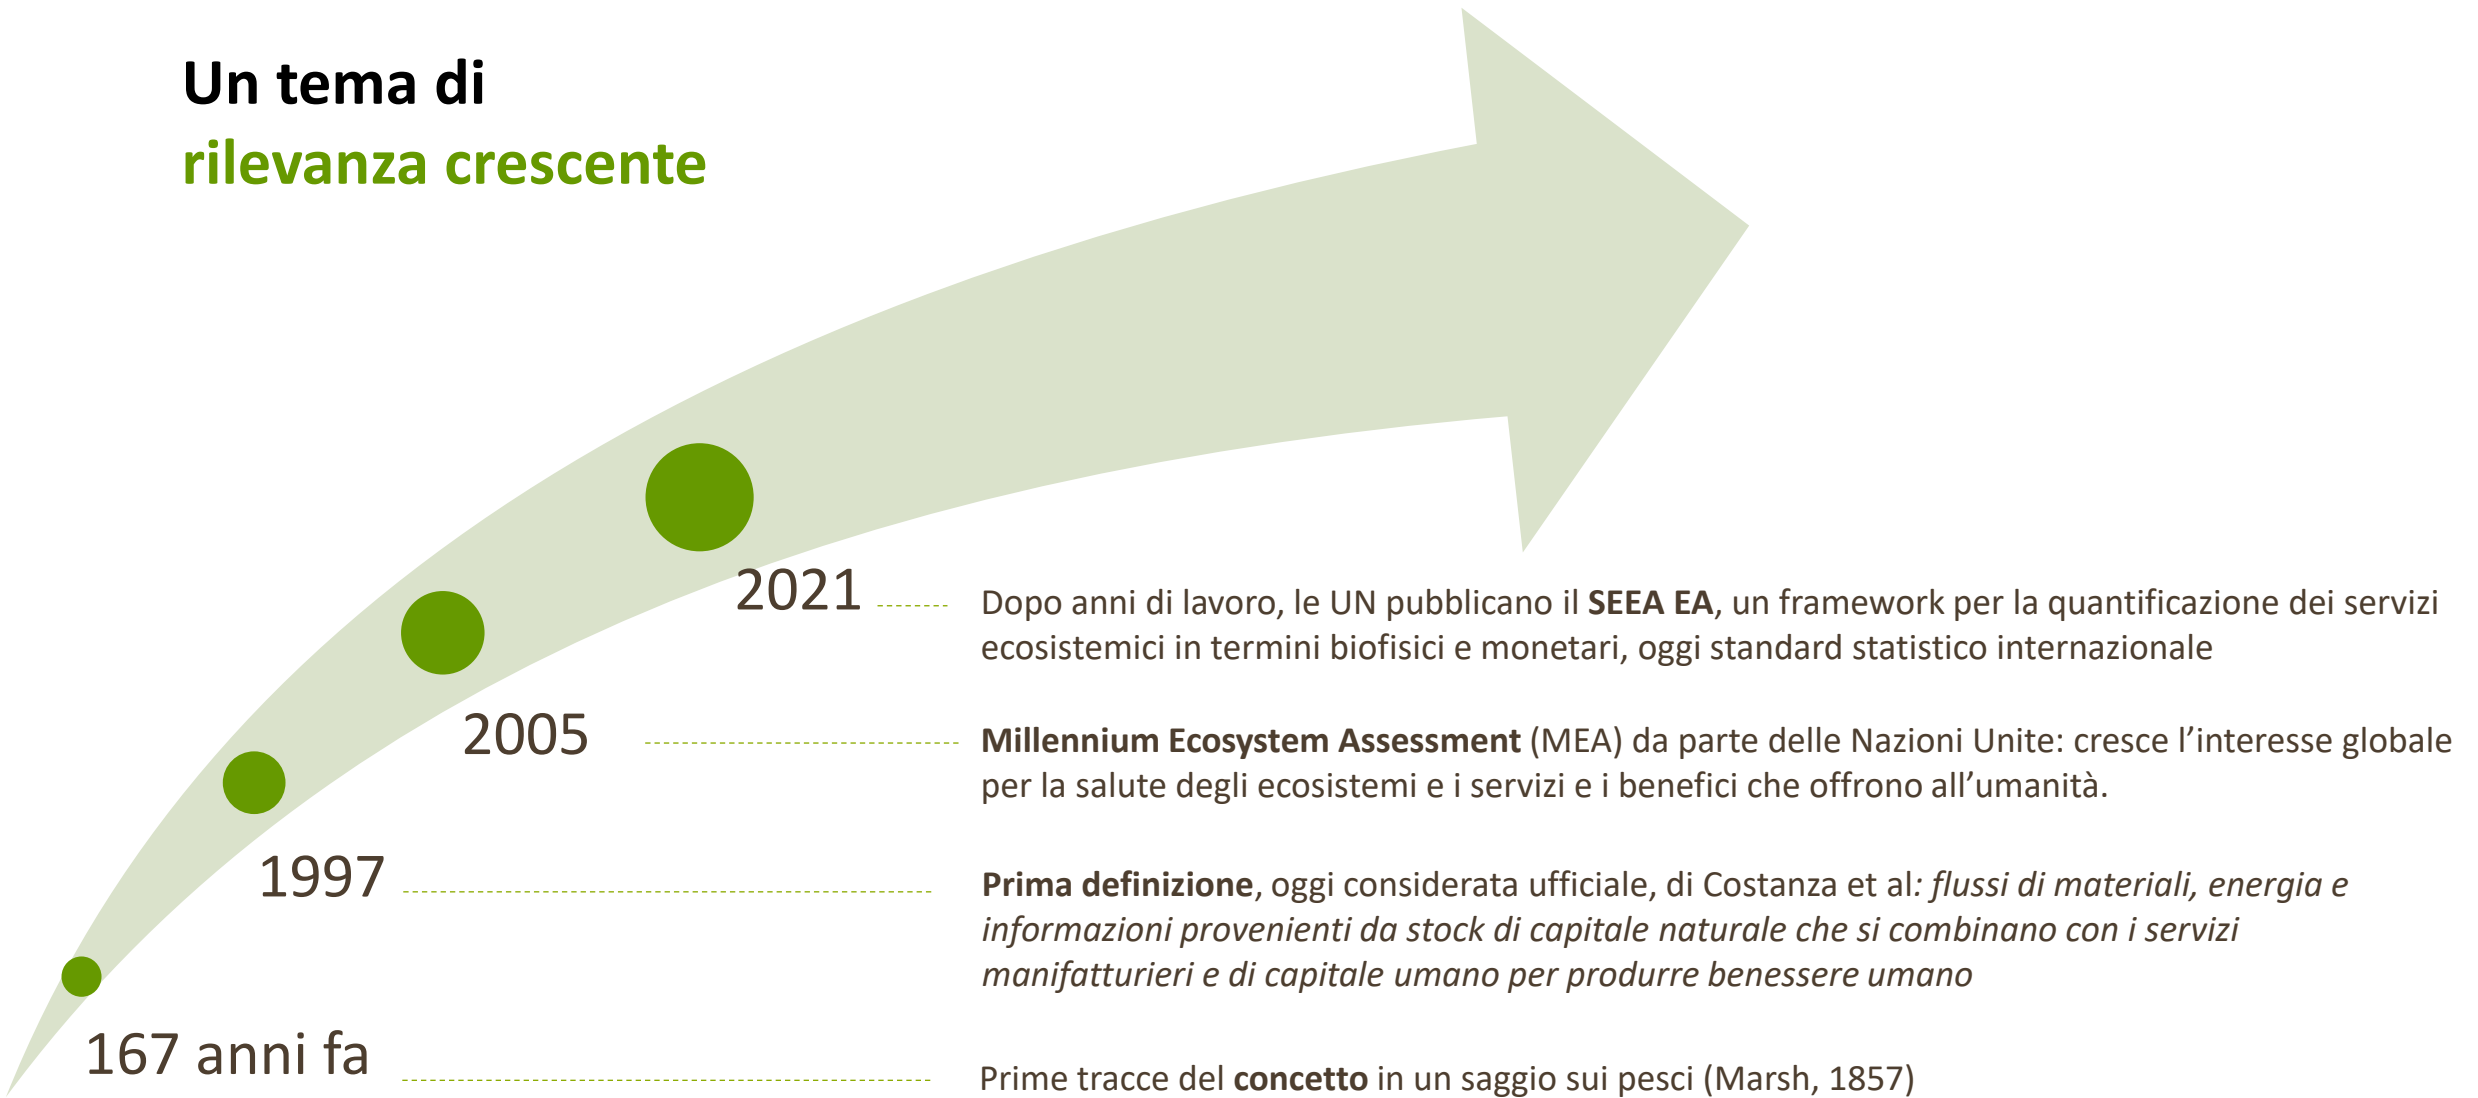 Un tema di
rilevanza crescente
2021
Dopo anni di lavoro, le UN pubblicano il SEEA EA, un framework per la quantificazione dei servizi
ecosistemici in termini biofisici e monetari, oggi standard statistico internazionale
2005
Millennium Ecosystem Assessment (MEA) da parte delle Nazioni Unite: cresce l’interesse globale
per la salute degli ecosistemi e i servizi e i benefici che offrono all’umanità.
1997
Prima definizione, oggi considerata ufficiale, di Costanza et al: flussi di materiali, energia e
informazioni provenienti da stock di capitale naturale che si combinano con i servizi
manifatturieri e di capitale umano per produrre benessere umano
167 anni fa
Prime tracce del concetto in un saggio sui pesci (Marsh, 1857)